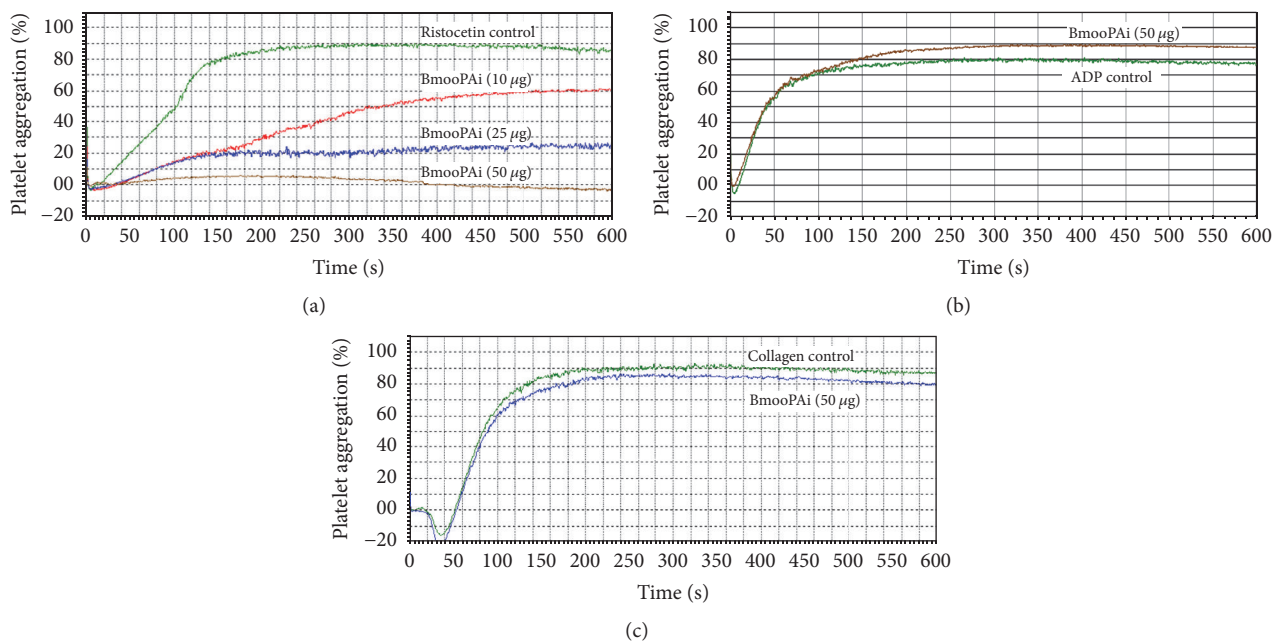 Platelet aggregation (%)
100
80
60
40
20
00
−20
Ristocetin control
BmooPAi (10 μg)
BmooPAi (25 μg)
BmooPAi (50 μg)
0 50 100 150 200 250 300 350 400 450 500 550 600
Time (s)
(a)
Platelet aggregation (%)
100
80
60
40
20
00
−20
BmooPAi (50 μg)
ADP control
0 50 100 150 200 250 300 350 400 450 500 550 600
Time (s)
(b)
Platelet aggregation (%)
100
80
60
40
20
00
−20
Collagen control
BmooPAi (50 μg)
0 50 100 150 200 250 300 350 400 450 500 550 600
Time (s)
(c)